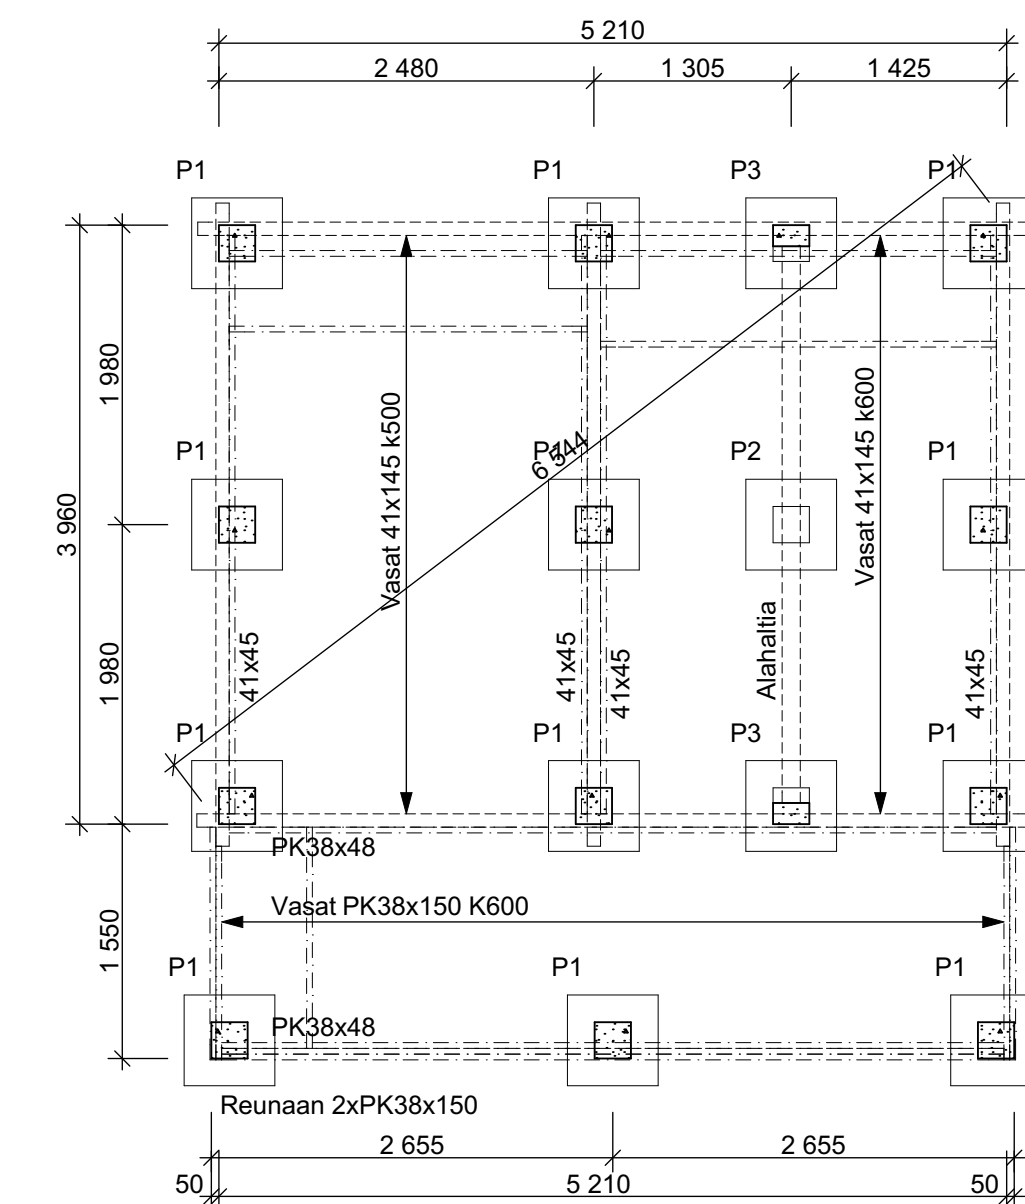 5 210
2 480
1 305
1 425
P1
P1
P3
P1
1 980
Vasat 41x145 k500
Vasat 41x145 k600
P1
6 544
P2
P1
3 960
1 980
41x45
41x45
41x45
Alahaltia
41x45
P1
P1
P3
P1
PK38x48
Vasat PK38x150 K600
1 550
P1
P1
P1
PK38x48
Reunaan 2xPK38x150
2 655
2 655
50
5 210
50